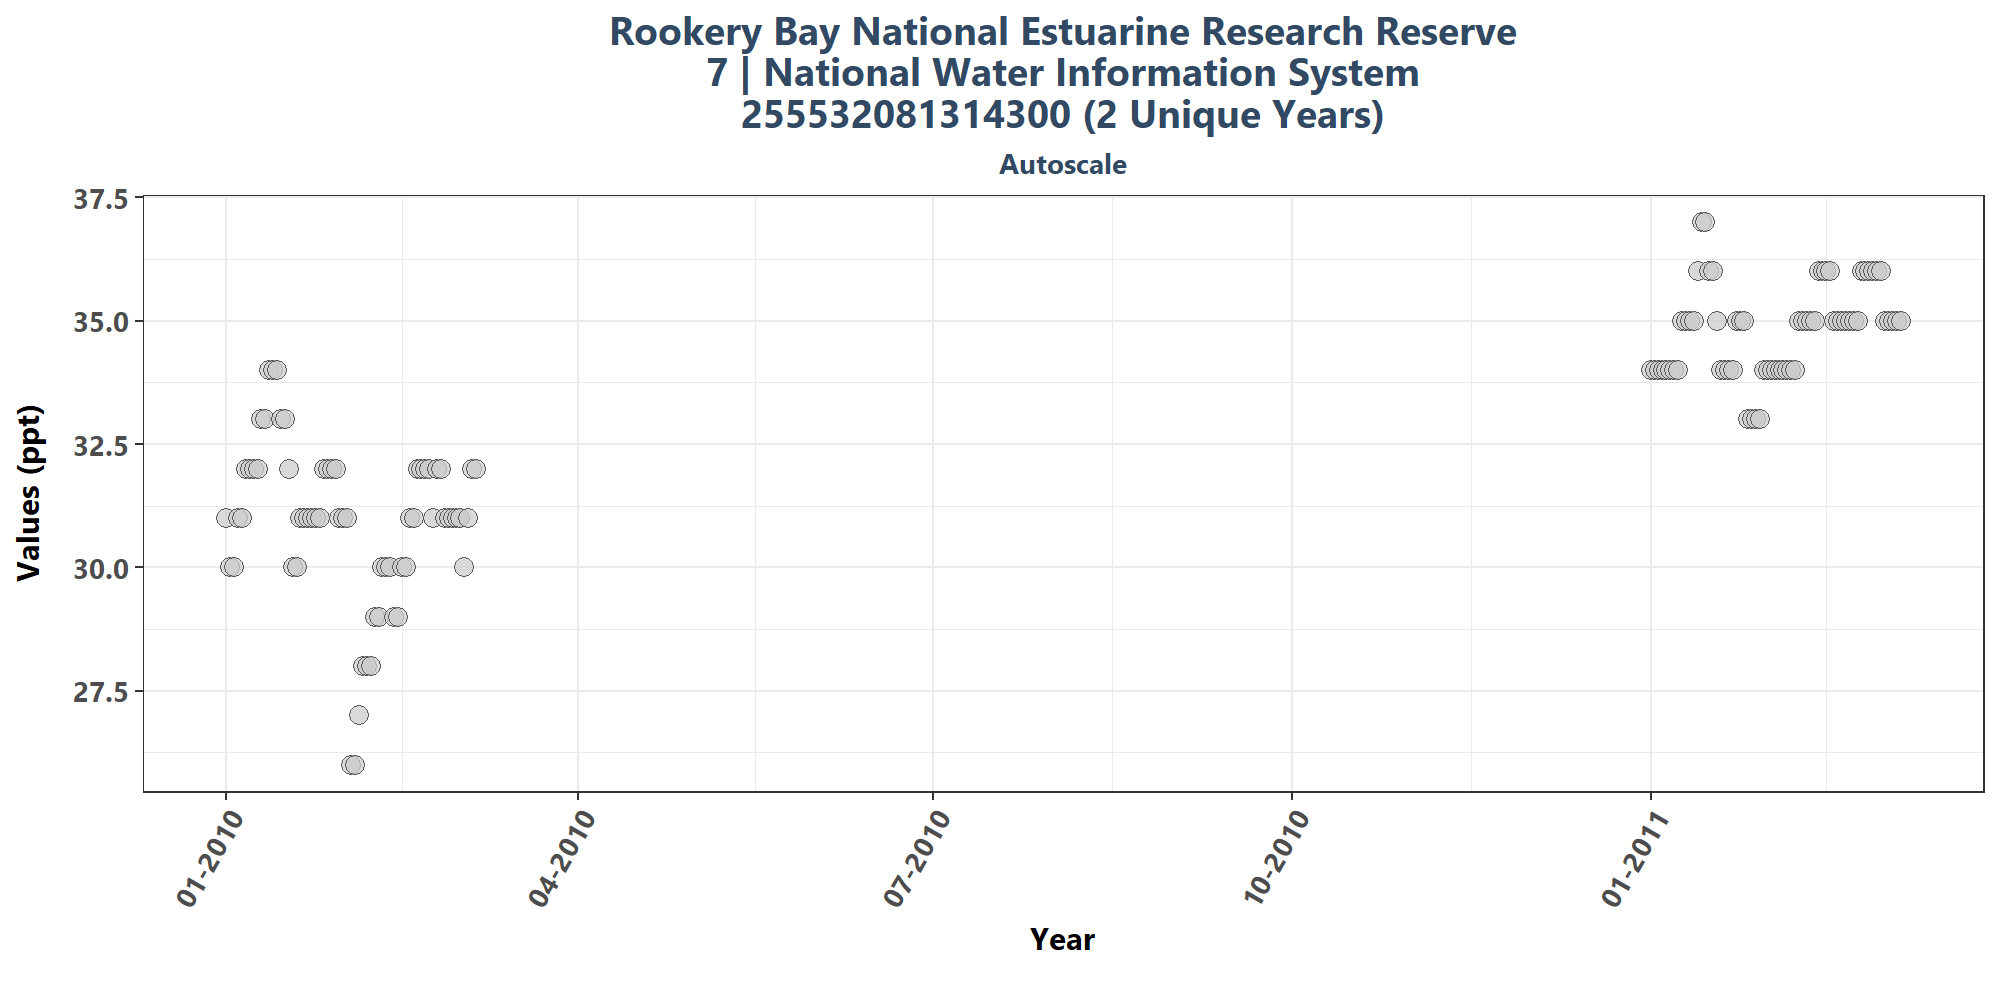 Rookery Bay National Estuarine Research Reserve
7 | National Water Information System
255532081314300 (2 Unique Years)
Autoscale
37.5
35.0
32.5
30.0
27.5
Values (ppt)
01-2010
04-2010
07-2010
10-2010
01-2011
Year